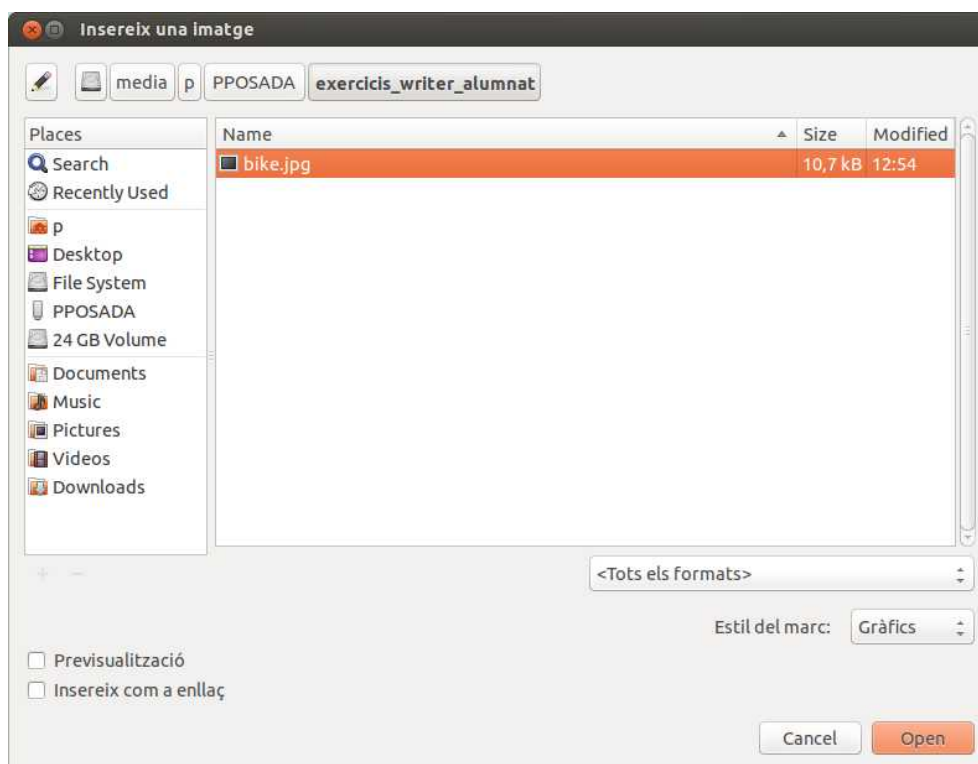 Insereix una imatge
media p PPOSADA exercicis_writer_alumnat
Places
Search
Recently Used
p
Desktop
File System
PPOSADA
24 GB Volume
Documents
Music
Pictures
Videos
Downloads
Name Size Modified
bike.jpg 10,7 kB 12:54
<Tots els formats>
Estil del marc: Gràfics
Previsualització
Insereix com a enllaç
Cancel Open